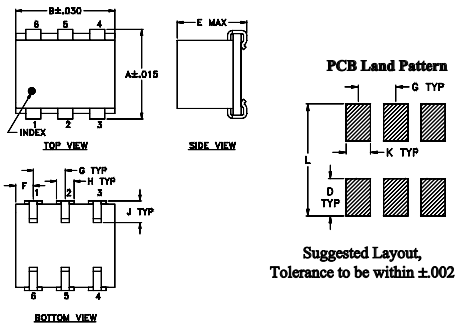 B±.030
6 5 4
A±.015
INDEX
1 2 3
TOP VIEW
E MAX
SIDE VIEW
PCB Land Pattern
G TYP
K TYP
L
D TYP
Suggested Layout,
Tolerance to be within ±.002
G TYP
H TYP
F
1 2 3
J TYP
6 5 4
BOTTOM VIEW